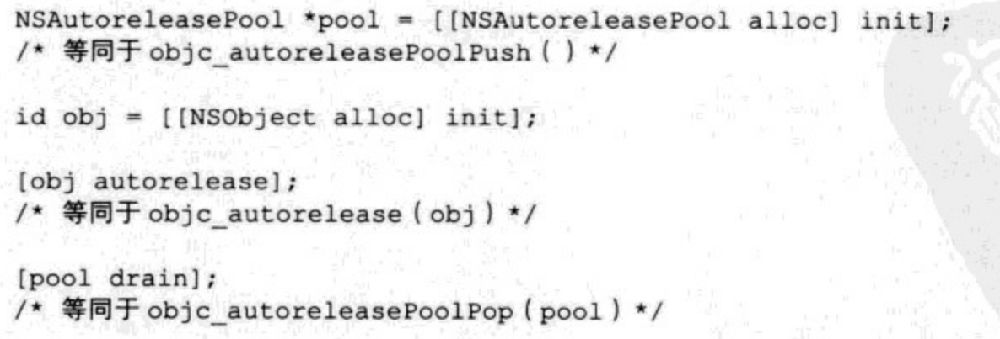 NSAutoreleasePool *pool = [[NSAutoreleasePool alloc] init];
/* 等同于 objc_autoreleasePoolPush ( ) */
id obj = [[NSObject alloc] init];
[obj autorelease];
/* 等同于 objc_autorelease ( obj ) */
[pool drain];
/* 等同于 objc_autoreleasePoolPop ( pool ) */